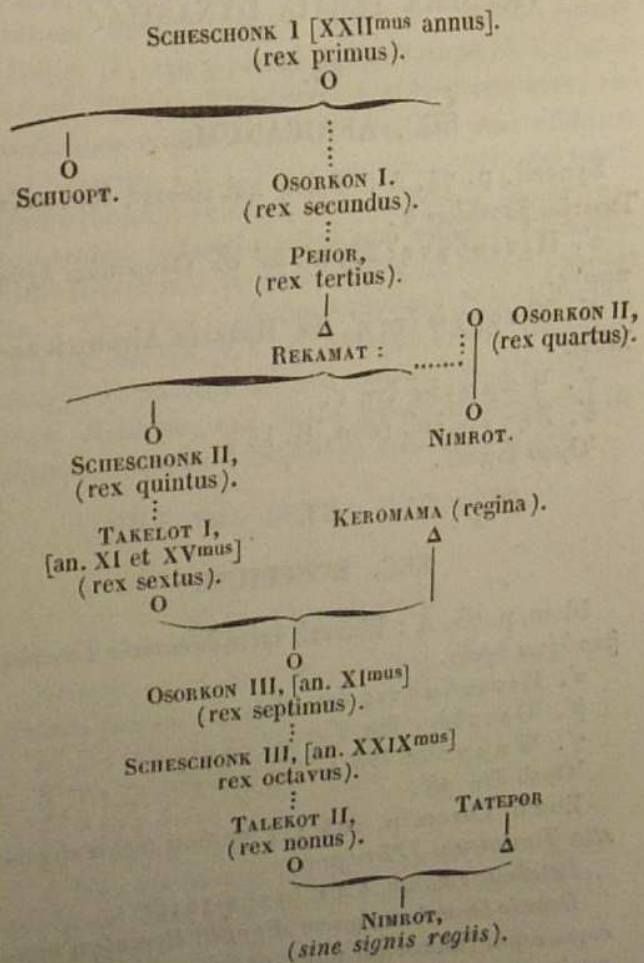 SCHESCHONK I [XXIImus annus].
(rex primus).
O
O
SCHUOPT.
OSORKON I.
(rex secundus).
PEHOR,
(rex tertius).
Δ
REKAMAT :
O OSORKON II,
(rex quartus).
O
NIMROT.
O
SCHESCHONK II,
(rex quintus).
TAKELOT I,
[an. XI et XVmus]
(rex sextus).
O
KEROMAMA (regina).
Δ
O
OSORKON III, [an. XImus]
(rex septimus).
SCHESCHONK III, [an. XXIXmus]
rex octavus).
TALEKOT II,
(rex nonus).
O
TATEPOR
Δ
NIMROT,
(sine signis regiis).